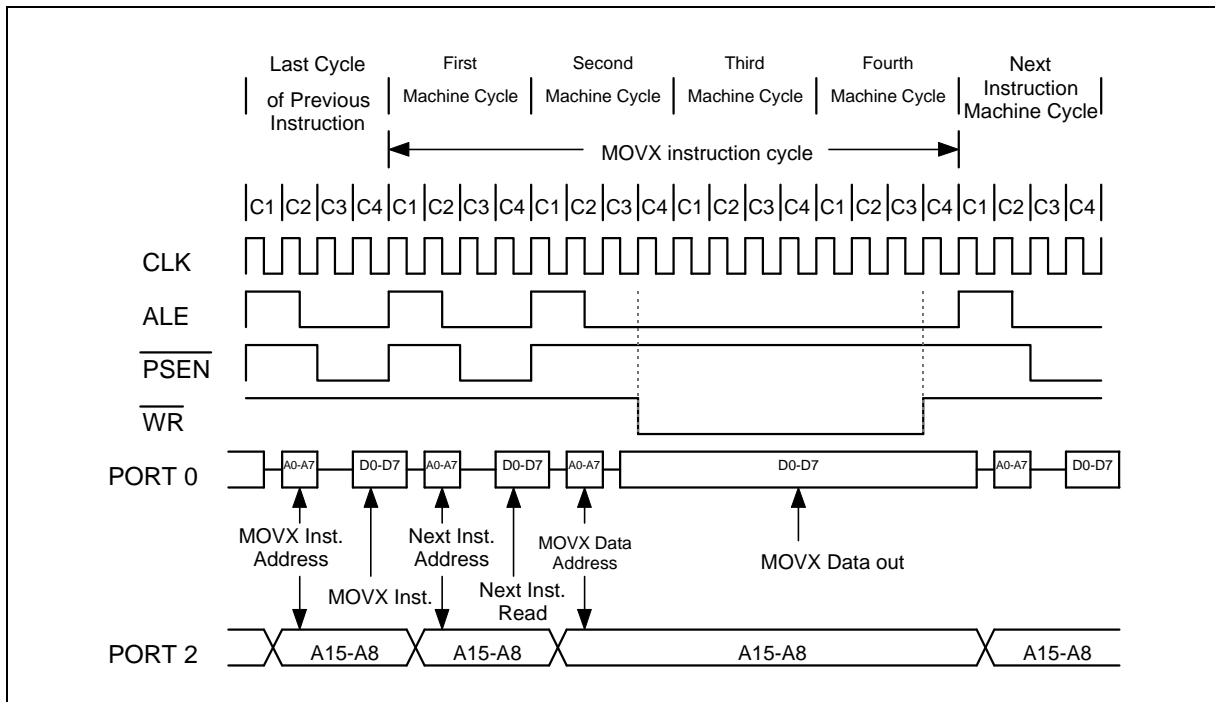 Last Cycle
of Previous
Instruction
First
Machine Cycle
Second
Machine Cycle
Third
Machine Cycle
Fourth
Machine Cycle
Next
Instruction
Machine Cycle
MOVX instruction cycle
C1 C2 C3 C4 C1 C2 C3 C4 C1 C2 C3 C4 C1 C2 C3 C4 C1 C2 C3 C4 C1 C2 C3 C4
CLK
ALE
PSEN
WR
PORT 0
A0-A7 D0-D7 A0-A7 D0-D7 A0-A7 D0-D7 A0-A7 D0-D7
MOVX Inst.
Address
MOVX Inst.
Next Inst.
Address
Next Inst.
Read
MOVX Data
Address
MOVX Data out
PORT 2
A15-A8 A15-A8 A15-A8 A15-A8